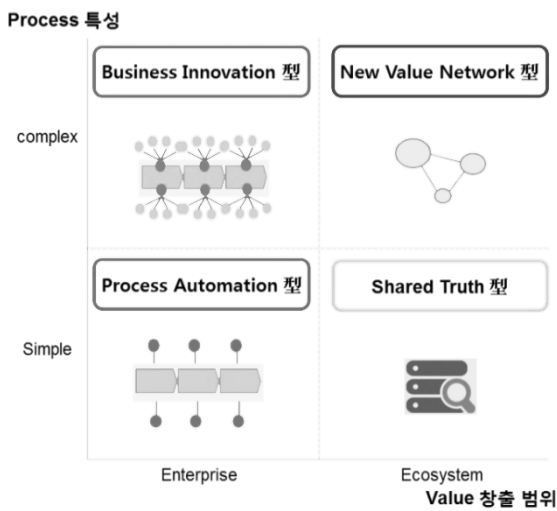 Process 특성
Business Innovation 型
New Value Network 型
complex
Process Automation 型
Shared Truth 型
Simple
Enterprise
Ecosystem
Value 창출 범위